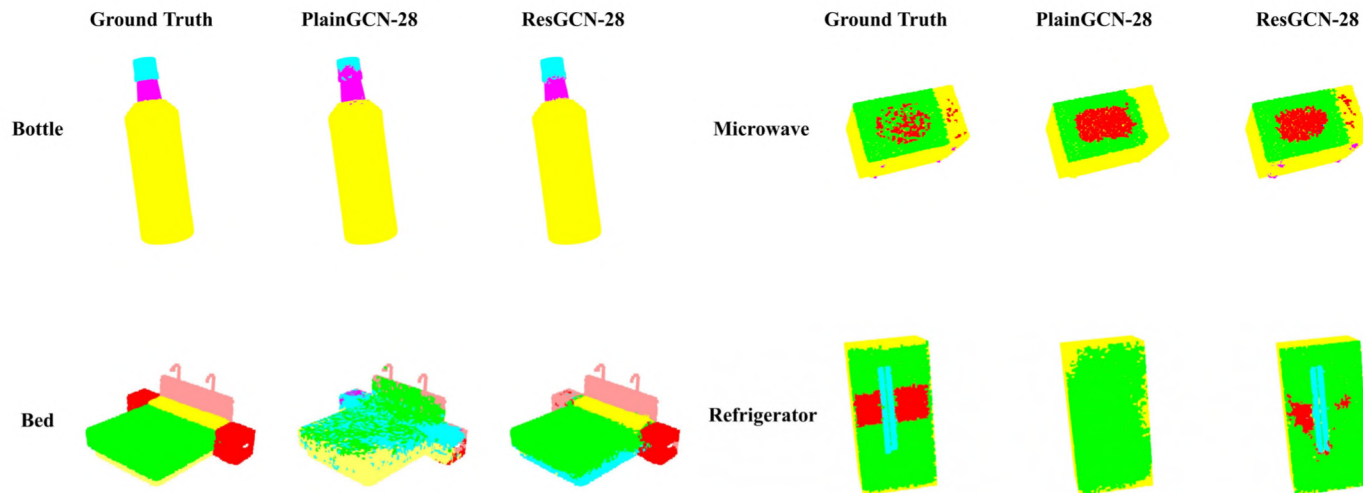 Ground Truth PlainGCN-28 ResGCN-28 Ground Truth PlainGCN-28 ResGCN-28
Bottle Microwave
Bed Refrigerator